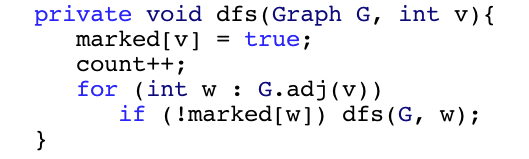 private void dfs(Graph G, int v){
marked[v] = true;
count++;
for (int w : G.adj(v))
if (!marked[w]) dfs(G, w);
}